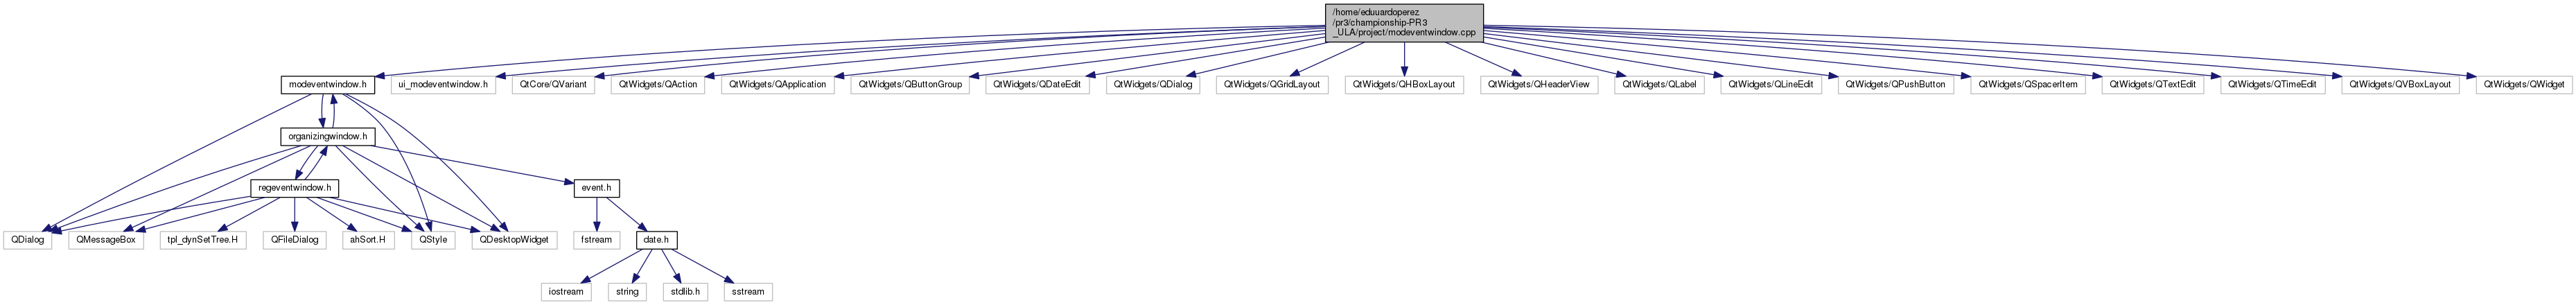 /home/eduuardoperez
/pr3/championship-PR3
_ULA/project/modeventwindow.cpp
modeventwindow.h
ui_modeventwindow.h
QtCore/QVariant
QtWidgets/QAction
QtWidgets/QApplication
QtWidgets/QButtonGroup
QtWidgets/QDateEdit
QtWidgets/QDialog
QtWidgets/QGridLayout
QtWidgets/QHBoxLayout
QtWidgets/QHeaderView
QtWidgets/QLabel
QtWidgets/QLineEdit
QtWidgets/QPushButton
QtWidgets/QSpacerItem
QtWidgets/QTextEdit
QtWidgets/QTimeEdit
QtWidgets/QVBoxLayout
QtWidgets/QWidget
organizingwindow.h
regeventwindow.h
event.h
QDialog
QMessageBox
tpl_dynSetTree.H
QFileDialog
ahSort.H
QStyle
QDesktopWidget
fstream
date.h
iostream
string
stdlib.h
sstream